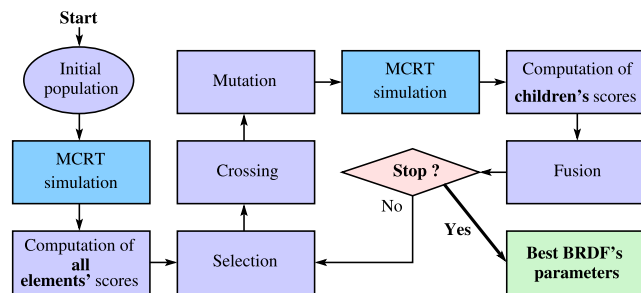 Start
Initial
population
MCRT
simulation
Computation of
all
elements’ scores
Selection
Crossing
Mutation
MCRT
simulation
Computation of
children’s scores
Fusion
Stop ?
No
Yes
Best BRDF’s
parameters